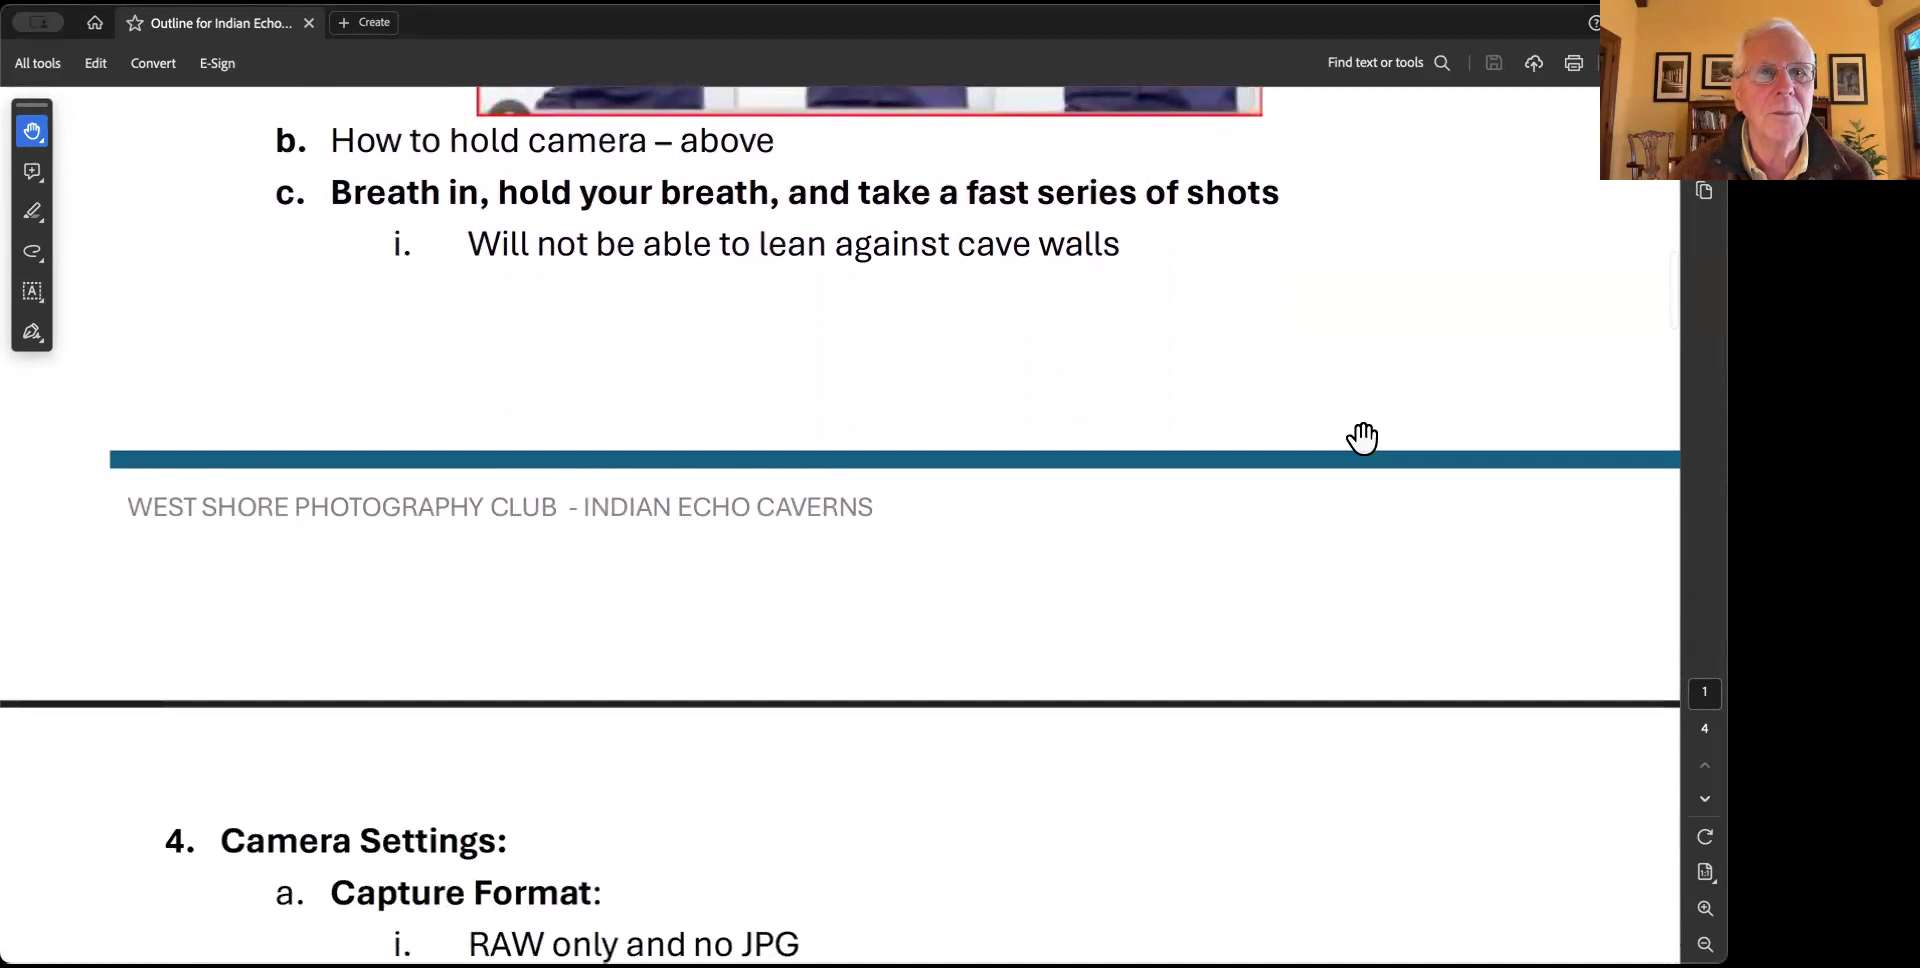 Outline for Indian Echo...
Create
All tools Edit Convert E-Sign
Find text or tools
b. How to hold camera – above
c. Breath in, hold your breath, and take a fast series of shots
i. Will not be able to lean against cave walls
WEST SHORE PHOTOGRAPHY CLUB - INDIAN ECHO CAVERNS
1
4
4. Camera Settings:
a. Capture Format:
i. RAW only and no JPG